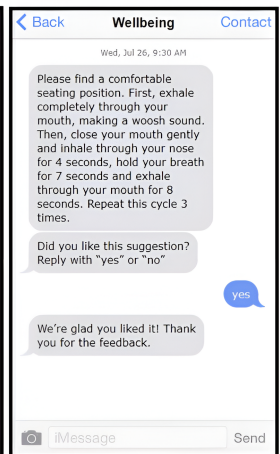 Back Wellbeing Contact
Wed, Jul 26, 9:30 AM
Please find a comfortable
seating position. First, exhale
completely through your
mouth, making a woosh sound.
Then, close your mouth gently
and inhale through your nose
for 4 seconds, hold your breath
for 7 seconds and exhale
through your mouth for 8
seconds. Repeat this cycle 3
times.
Did you like this suggestion?
Reply with “yes” or “no”
yes
We’re glad you liked it! Thank
you for the feedback.
iMessage Send